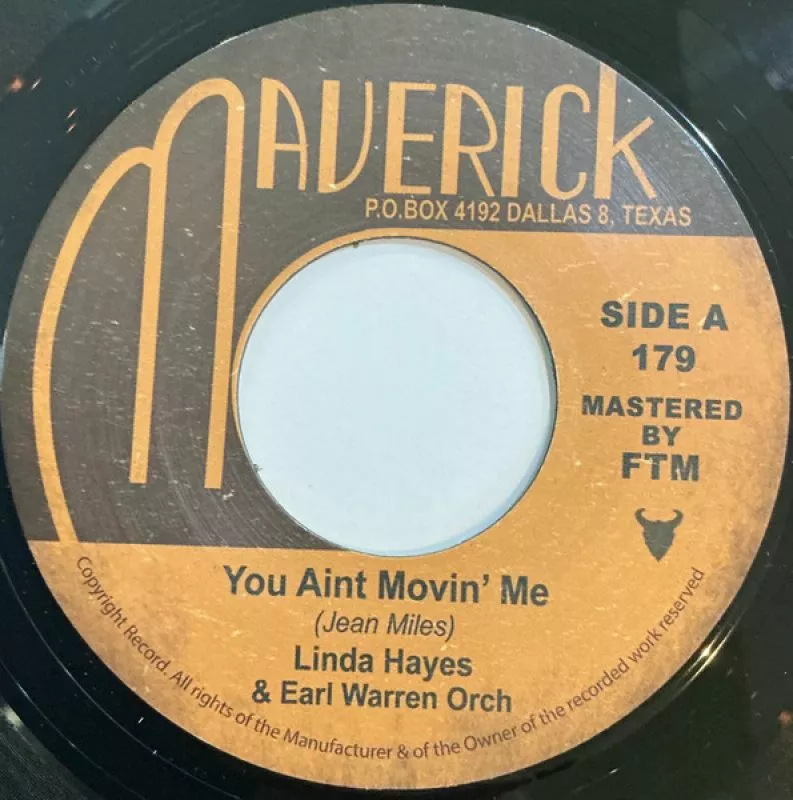 MAVERICK
P.O.BOX 4192 DALLAS 8, TEXAS
SIDE A
179
MASTERED
BY
FTM
You Aint Movin' Me
(Jean Miles)
Linda Hayes
& Earl Warren Orch
Copyright Record. All rights of the Manufacturer & of the Owner of the recorded work reserved